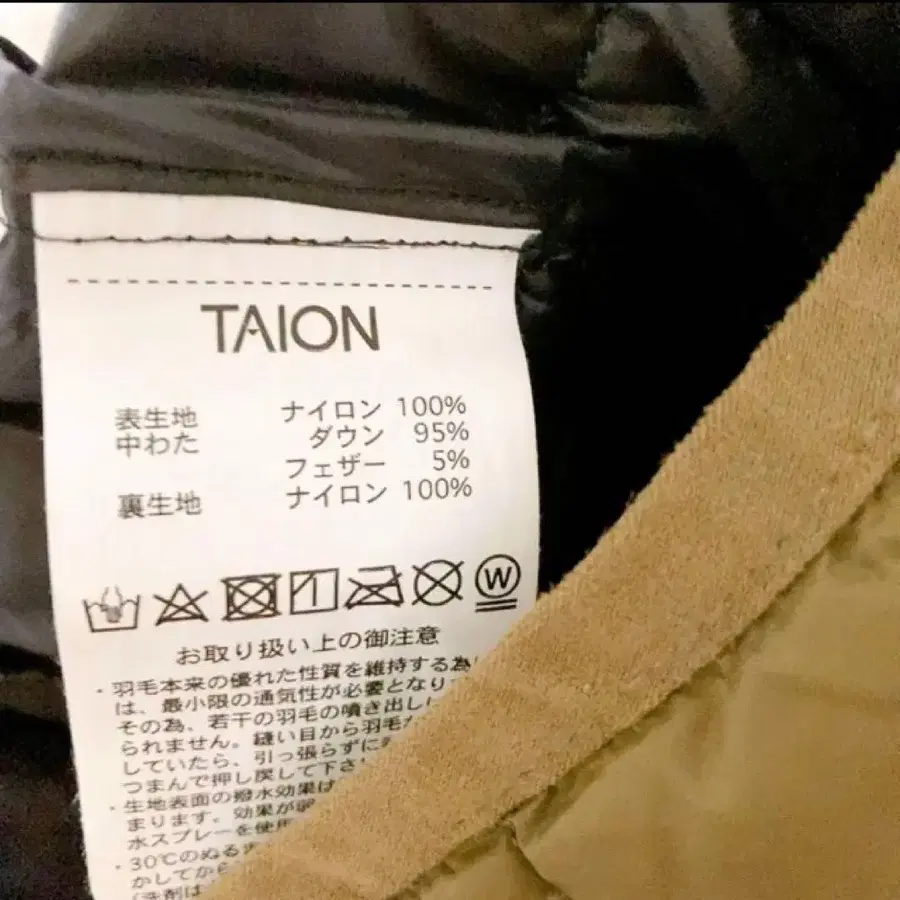 TAION
表生地 ナイロン 100%
中わた ダウン 95%
フェザー 5%
裏生地 ナイロン 100%
W
お取り扱い上の御注意
・羽毛本来の優れた性質を維持する為
は、最小限の通気性が必要となり
その為、若干の羽毛の噴き出し
られません。縫い目から羽毛
していたら、引っ張らずに
つまんで押し戻して下さ
・生地表面の撥水効果は
まります。効果が
水スプレーを使用
・30℃のぬる
かしてから
(洗剤は